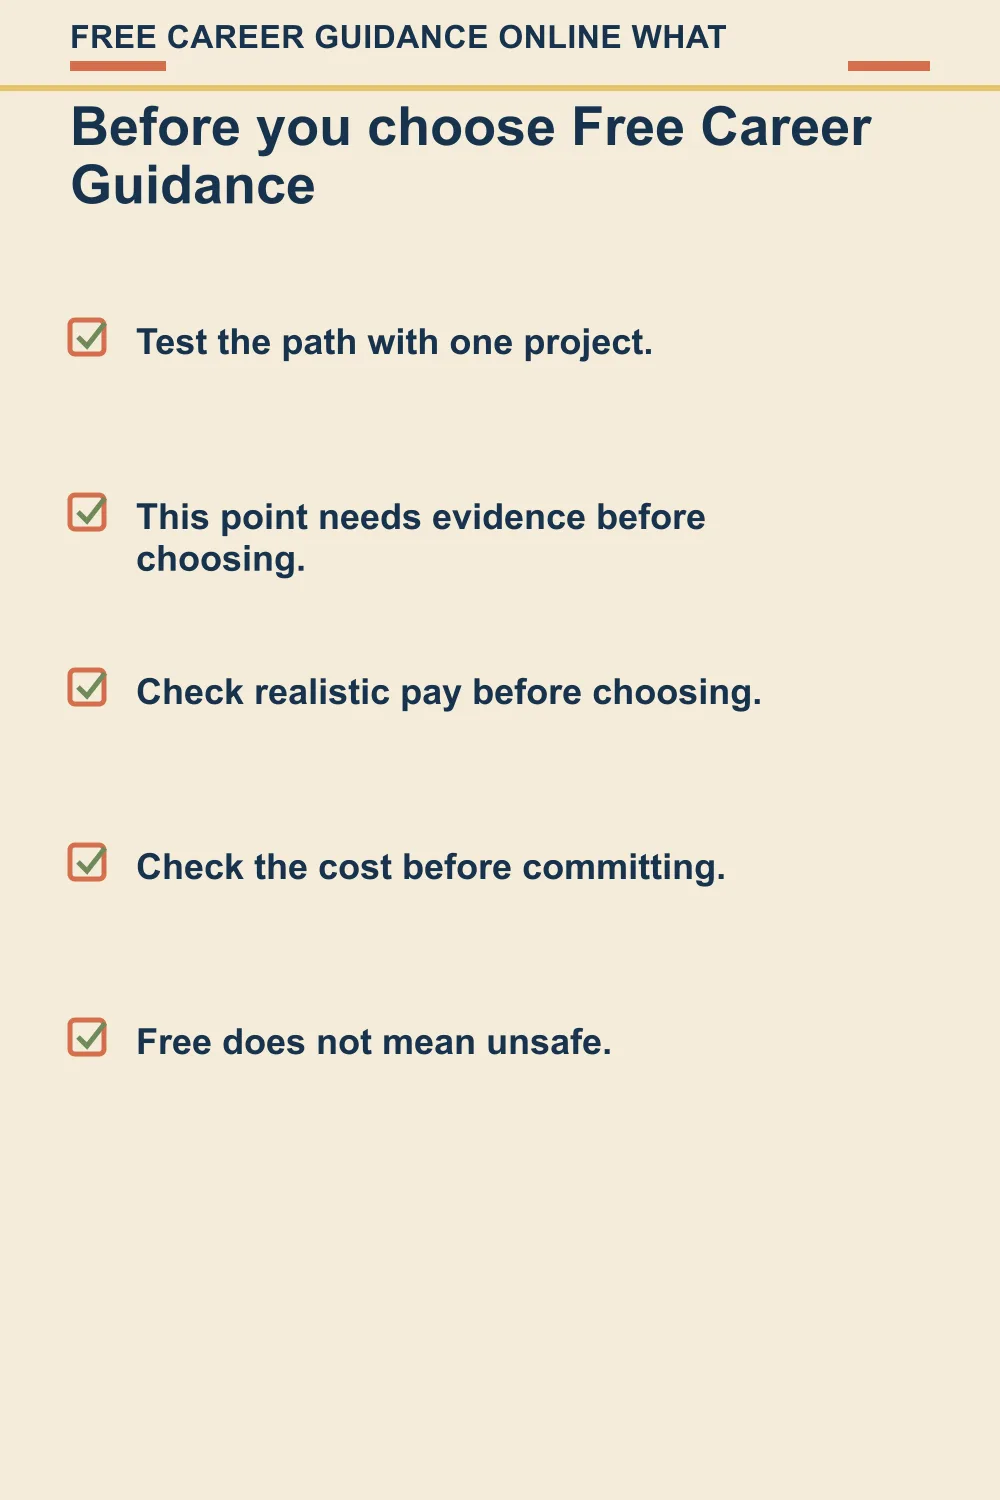 FREE CAREER GUIDANCE ONLINE WHAT
Before you choose Free Career
Guidance
Test the path with one project.
This point needs evidence before
choosing.
Check realistic pay before choosing.
Check the cost before committing.
Free does not mean unsafe.